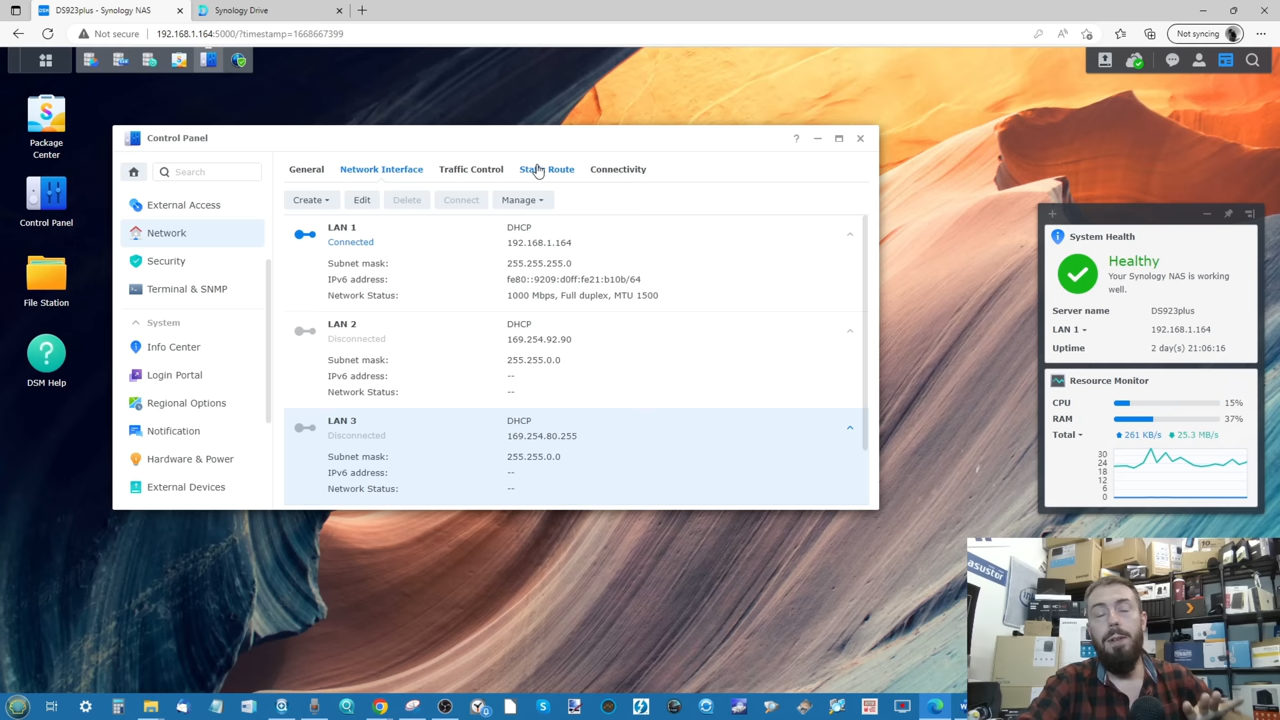 DS923plus - Synology NAS
Synology Drive
Not secure
192.168.1.164:5000/?timestamp=1668667399
Not syncing
Package Center
Control Panel
File Station
DSM Help
Control Panel
Search
External Access
Network
Security
Terminal & SNMP
System
Info Center
Login Portal
Regional Options
Notification
Hardware & Power
External Devices
General
Network Interface
Traffic Control
Static Route
Connectivity
Create
Edit
Delete
Connect
Manage
LAN 1
DHCP
Connected
192.168.1.164
Subnet mask:
255.255.255.0
IPv6 address:
fe80::9209:d0ff:fe21:b10b/64
Network Status:
1000 Mbps, Full duplex, MTU 1500
LAN 2
DHCP
Disconnected
169.254.92.90
Subnet mask:
255.255.0.0
IPv6 address:
--
Network Status:
--
LAN 3
DHCP
Disconnected
169.254.80.255
Subnet mask:
255.255.0.0
IPv6 address:
--
Network Status:
--
System Health
Healthy
Your Synology NAS is working
well.
Server name
DS923plus
LAN 1
192.168.1.164
Uptime
2 day(s) 21:06:16
Resource Monitor
CPU
15%
RAM
37%
Total
261 KB/s
25.3 MB/s
30
24
18
12
6
0
asustor